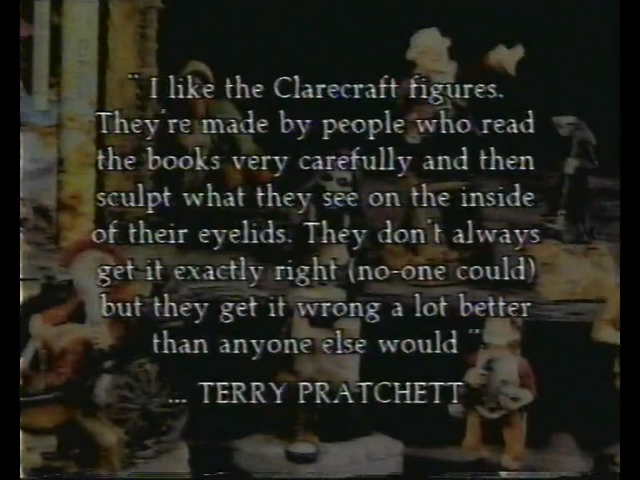 " I like the Clarecraft figures.
They're made by people who read
the books very carefully and then
sculpt what they see on the inside
of their eyelids. They don't always
get it exactly right (no-one could)
but they get it wrong a lot better
than anyone else would "
... TERRY PRATCHETT